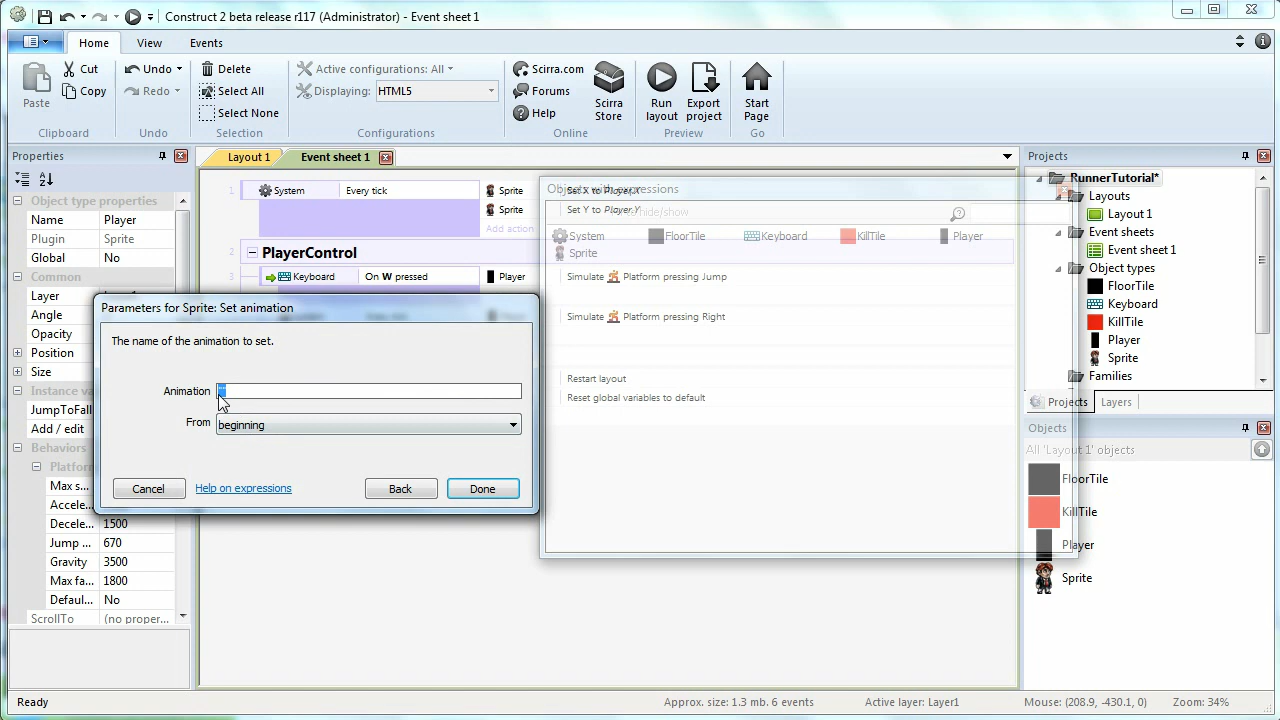 Construct 2 beta release r117 (Administrator) - Event sheet 1
Home View Events
Paste
Cut
Copy
Clipboard
Undo
Redo
Undo
Delete
Select All
Select None
Selection
Active configurations: All
Displaying: HTML5
Configurations
Scirra.com
Forums
Help
Scirra
Store
Online
Run
layout
Export
project
Preview
Start
Page
Go
Properties
Object type properties
Name Player
Plugin Sprite
Global No
Common
Layer
Angle
Opacity
Position
Size
Instance va
JumpToFall
Add / edit
Behaviors
Platfo
Max s...
Accele
Decele... 1500
Jump ... 670
Gravity 3500
Max fa... 1800
Defaul... No
ScrollTo (no proper...
Layout 1 Event sheet 1
1 System Every tick Sprite Set X to Player.X
Sprite Set Y to Player.Y
Add action
2 PlayerControl
3 Keyboard On W pressed Player Simulate Platform pressing Jump
Simulate Platform pressing Right
Restart layout
Reset global variables to default
Objects with expressions
hide/show
System FloorTile Keyboard KillTile Player
Sprite
Parameters for Sprite: Set animation
The name of the animation to set.
Animation ""
From beginning
Cancel Help on expressions Back Done
Projects
RunnerTutorial*
Layouts
Layout 1
Event sheets
Event sheet 1
Object types
FloorTile
Keyboard
KillTile
Player
Sprite
Families
Projects Layers
Objects
All 'Layout 1' objects
FloorTile
KillTile
Player
Sprite
Ready Approx. size: 1.3 mb. 6 events Active layer: Layer1 Mouse: (208.9, -430.1, 0) Zoom: 34%